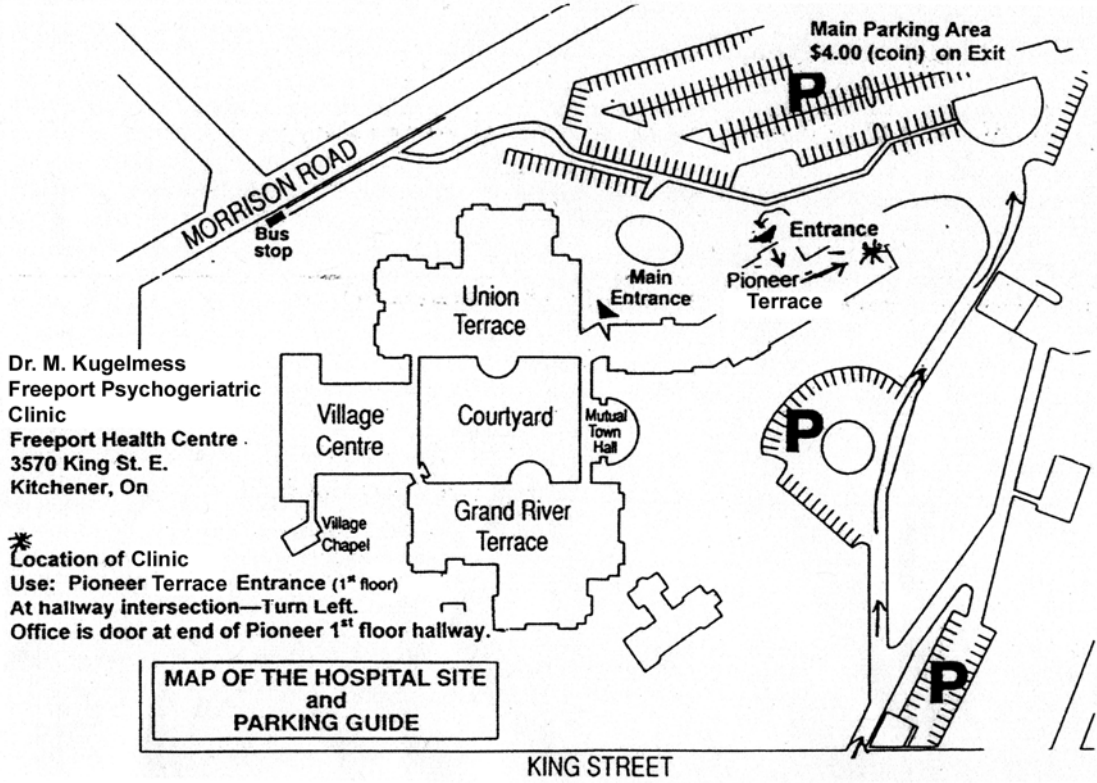 Main Parking Area
$4.00 (coin) on Exit
P
MORRISON ROAD
Bus
stop
Entrance
Main
Entrance
Pioneer
Terrace
Union
Terrace
Dr. M. Kugelmess
Freeport Psychogeriatric
Clinic
Freeport Health Centre
3570 King St. E.
Kitchener, On
Village
Centre
Courtyard
Mutual
Town
Hall
P
Village
Chapel
Grand River
Terrace
Location of Clinic
Use: Pioneer Terrace Entrance (1st floor)
At hallway intersection—Turn Left.
Office is door at end of Pioneer 1st floor hallway.
P
MAP OF THE HOSPITAL SITE
and
PARKING GUIDE
KING STREET